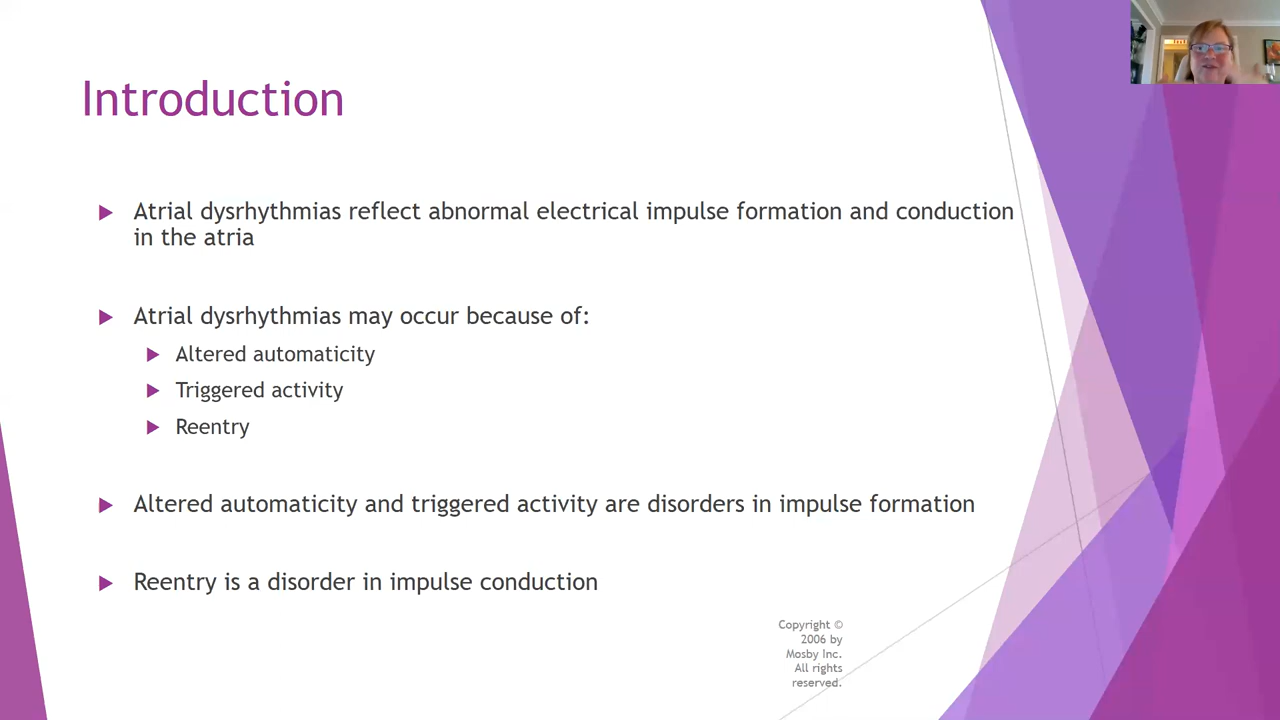 Introduction
Atrial dysrhythmias reflect abnormal electrical impulse formation and conduction
in the atria
Atrial dysrhythmias may occur because of:
Altered automaticity
Triggered activity
Reentry
Altered automaticity and triggered activity are disorders in impulse formation
Reentry is a disorder in impulse conduction
Copyright ©
2006 by
Mosby Inc.
All rights
reserved.